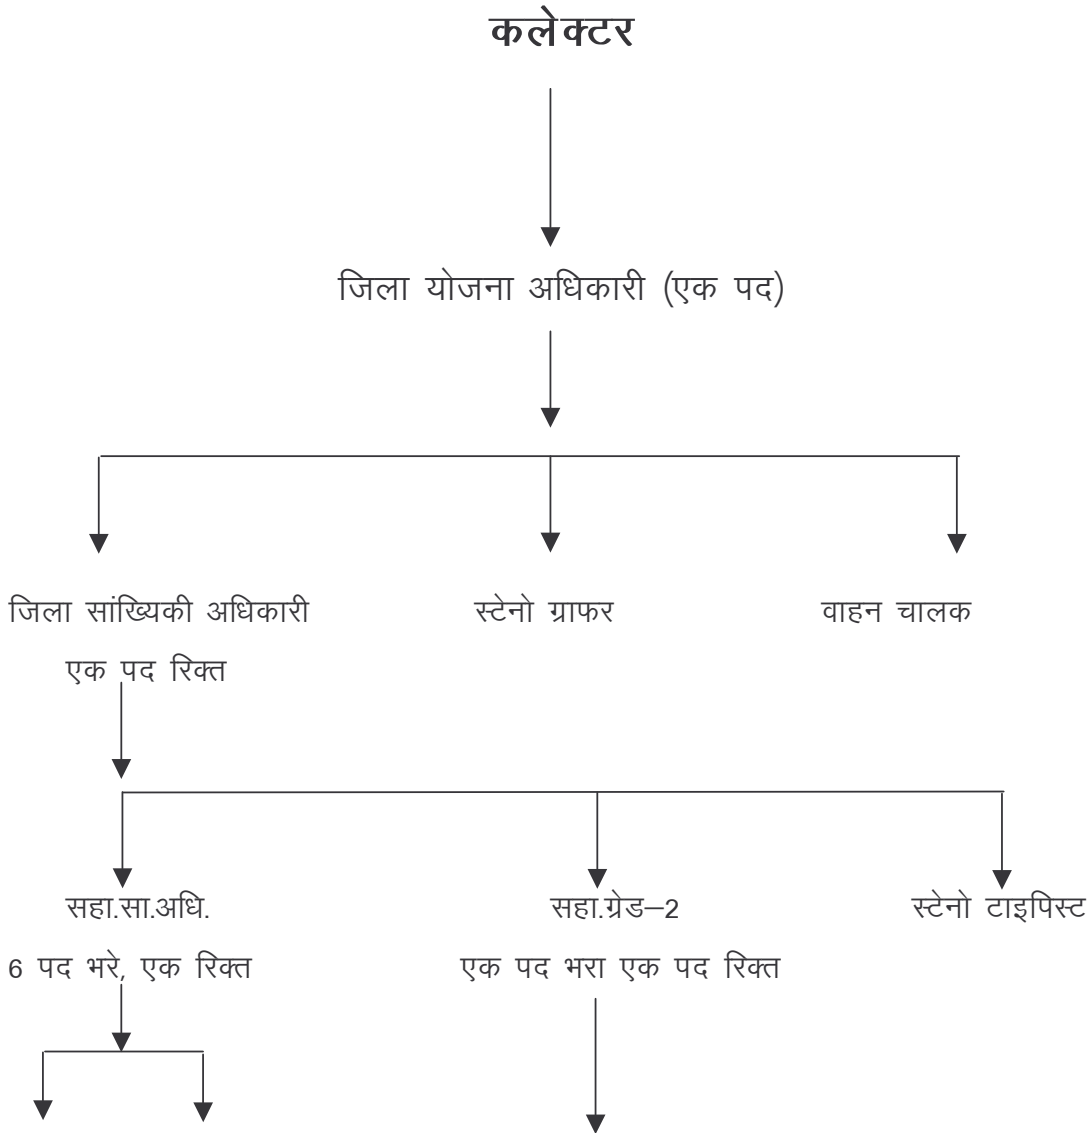 कलेक्टर
जिला योजना अधिकारी (एक पद)
जिला सांख्यिकी अधिकारी स्टेनो ग्राफर वाहन चालक
एक पद रिक्त
सहा.सा.अधि. सहा.ग्रेड–2 स्टेनो टाइपिस्ट
6 पद भरे, एक रिक्त एक पद भरा एक पद रिक्त